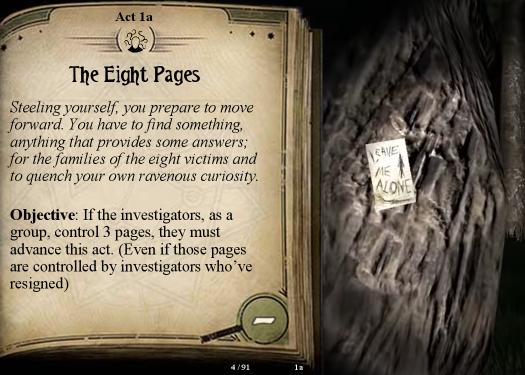 Act 1a
The Eight Pages
Steeling yourself, you prepare to move
forward. You have to find something,
anything that provides some answers;
for the families of the eight victims and
to quench your own ravenous curiosity.
Objective: If the investigators, as a
group, control 3 pages, they must
advance this act. (Even if those pages
are controlled by investigators who've
resigned)
–
4 / 91
1a
ME
ALONE